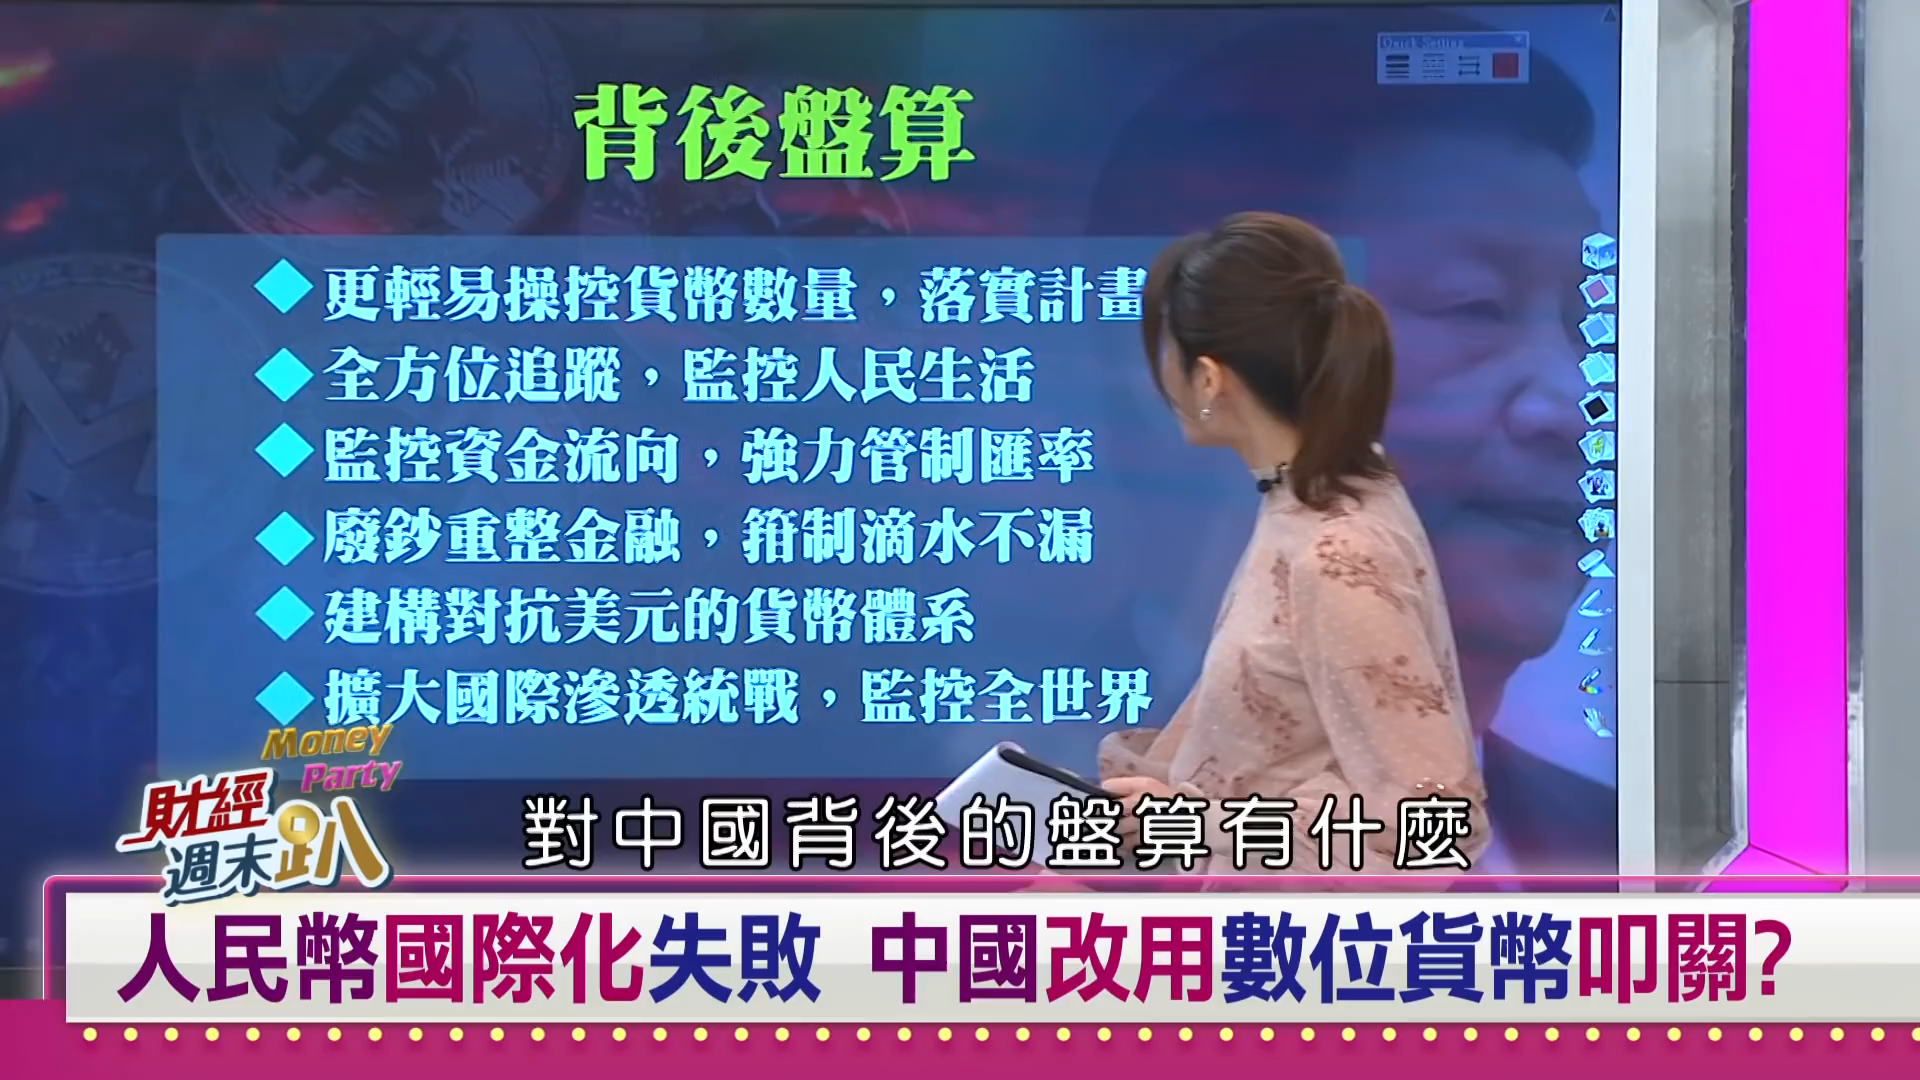 Quick Setting
背後盤算
更輕易操控貨幣數量，落實計畫
全方位追蹤，監控人民生活
監控資金流向，強力管制匯率
廢鈔重整金融，箝制滴水不漏
建構對抗美元的貨幣體系
擴大國際滲透統戰，監控全世界
Money
Party
財經
週末趴
對中國背後的盤算有什麼
人民幣國際化失敗 中國改用數位貨幣叩關?